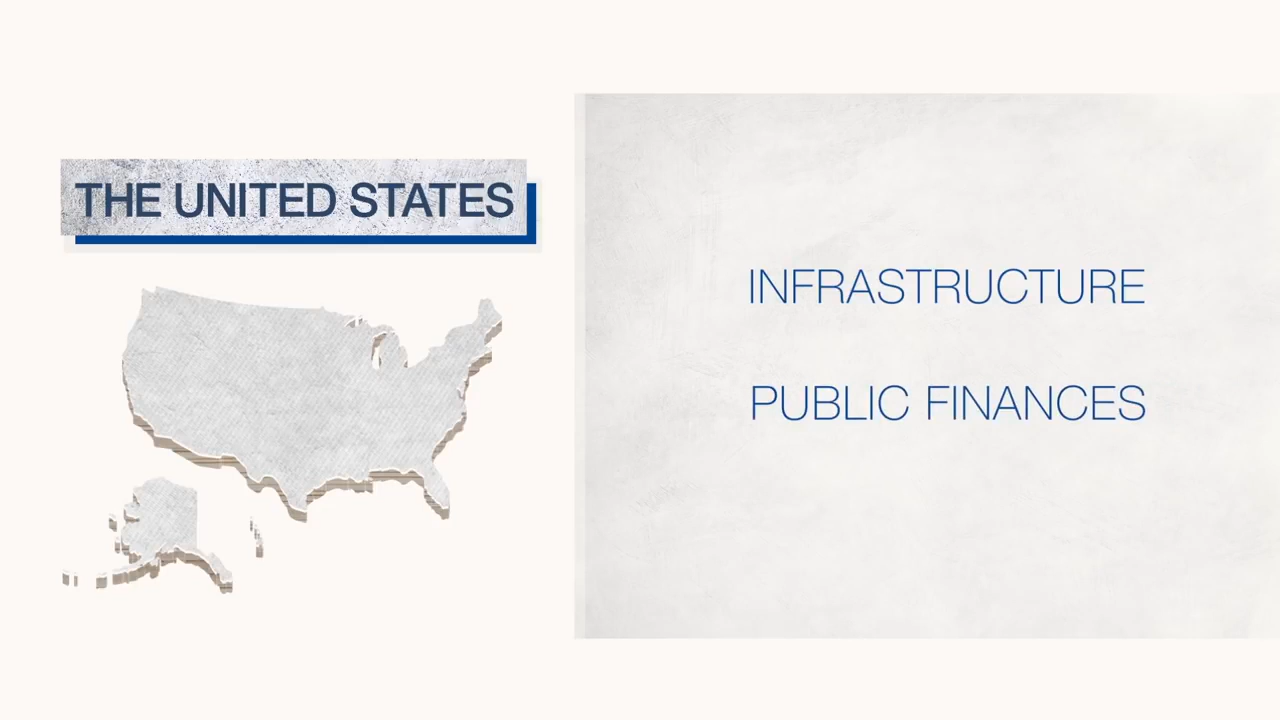 THE UNITED STATES
INFRASTRUCTURE
PUBLIC FINANCES